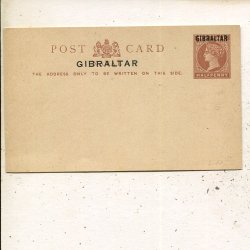 POST CARD
GIBRALTAR
THE ADDRESS ONLY TO BE WRITTEN ON THIS SIDE.
GIBRALTAR
HALFPENNY